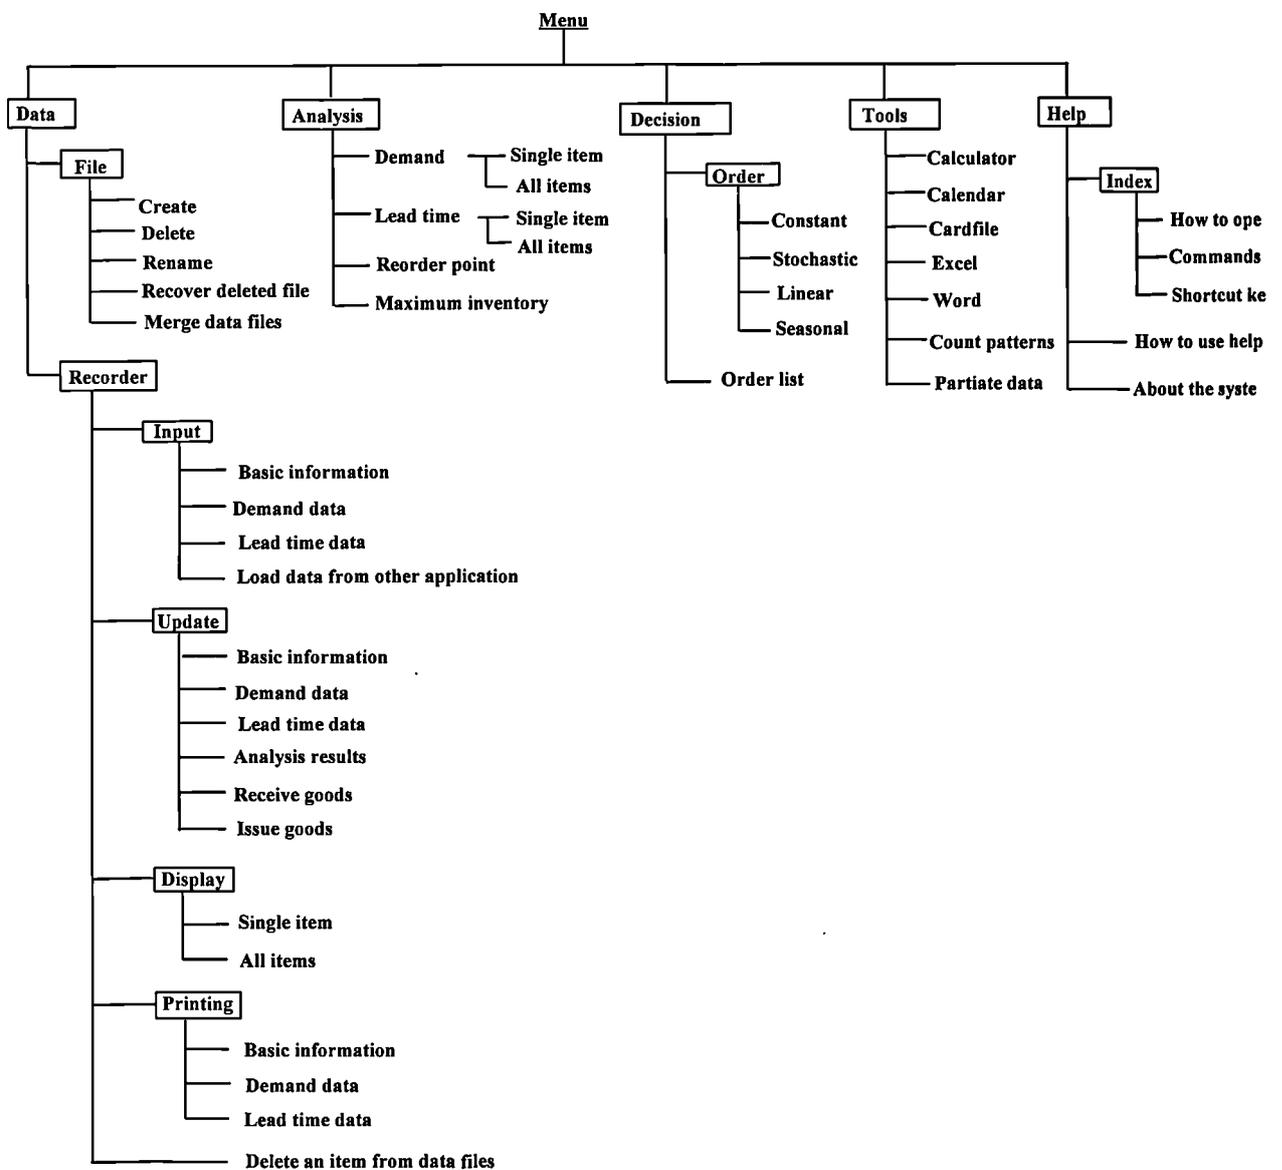 Menu
Data
Analysis
Decision
Tools
Help
File
Create
Delete
Rename
Recover deleted file
Merge data files
Recorder
Input
Basic information
Demand data
Lead time data
Load data from other application
Update
Basic information
Demand data
Lead time data
Analysis results
Receive goods
Issue goods
Display
Single item
All items
Printing
Basic information
Demand data
Lead time data
Delete an item from data files
Demand
Single item
All items
Lead time
Single item
All items
Reorder point
Maximum inventory
Order
Constant
Stochastic
Linear
Seasonal
Order list
Calculator
Calendar
Cardfile
Excel
Word
Count patterns
Partiate data
Index
How to ope
Commands
Shortcut ke
How to use help
About the syste